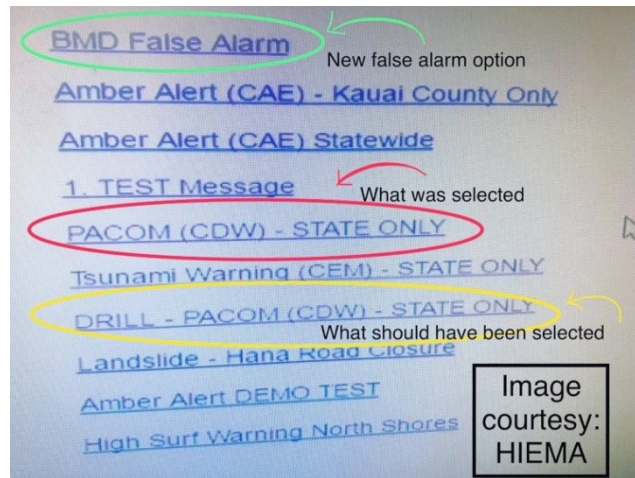 BMD False Alarm
New false alarm option
Amber Alert (CAE) - Kauai County Only
Amber Alert (CAE) Statewide
1. TEST Message
What was selected
PACOM (CDW) - STATE ONLY
Tsunami Warning (CEM) - STATE ONLY
DRILL - PACOM (CDW) - STATE ONLY
What should have been selected
Landslide - Hana Road Closure
Amber Alert DEMO TEST
High Surf Warning North Shores
Image
courtesy:
HIEMA